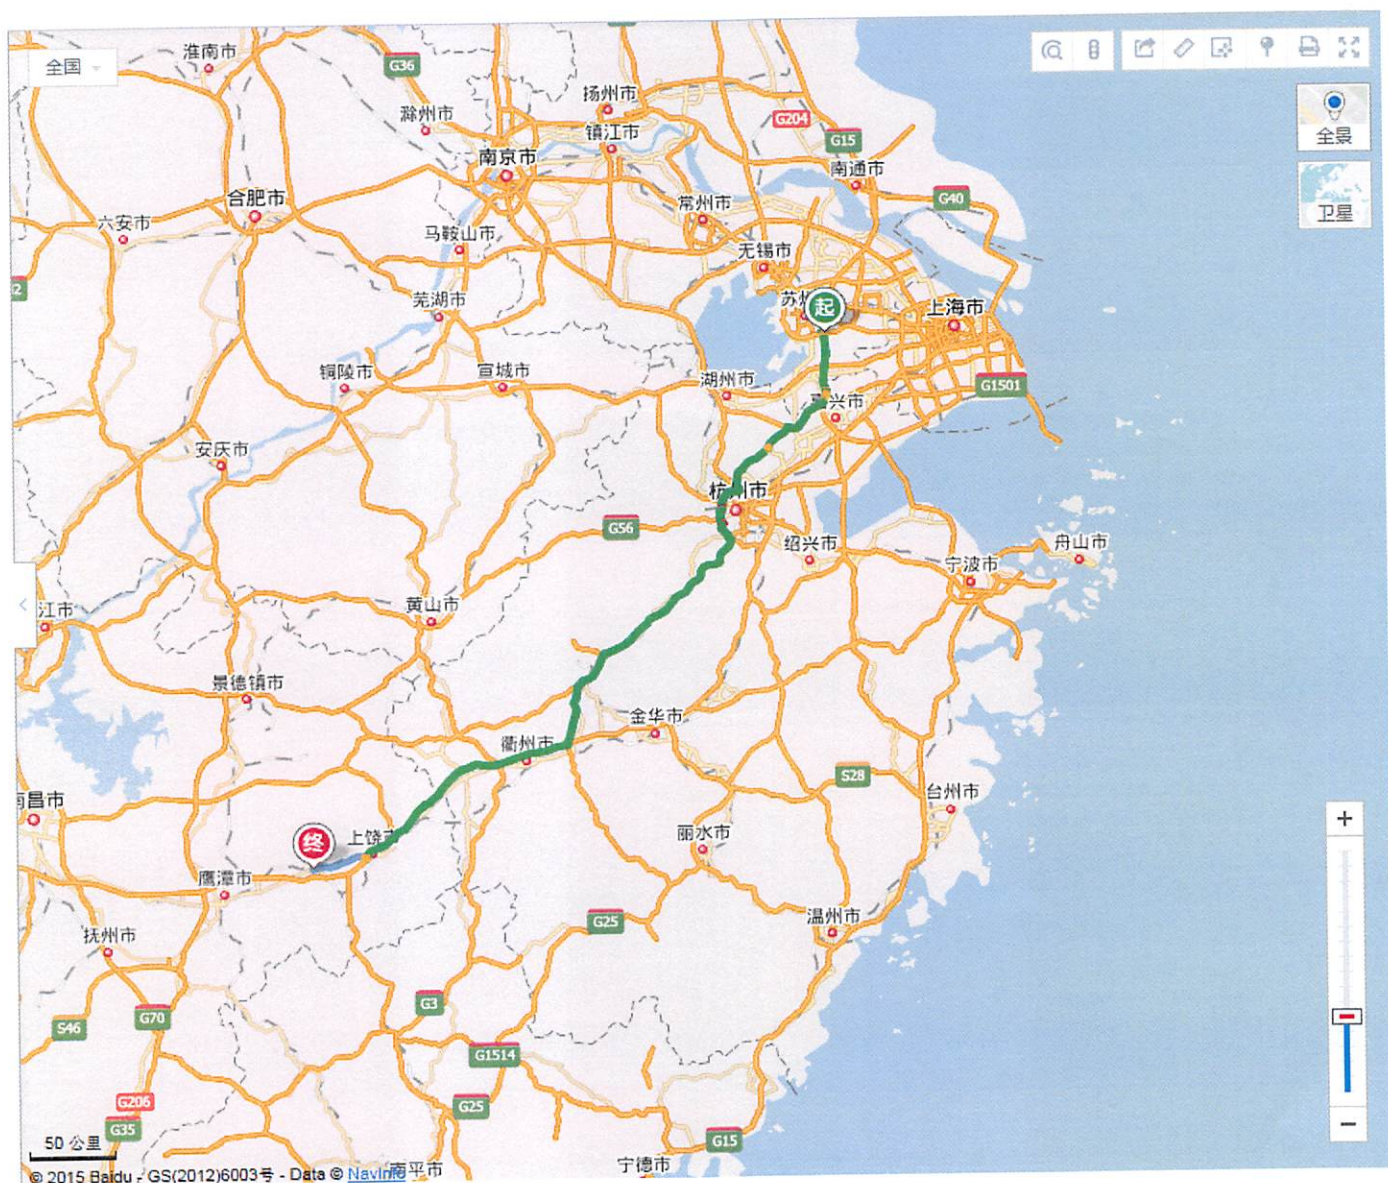 淮南市
全国
G36
扬州市
滁州市
G204
镇江市
G15
全景
南京市
南通市
合肥市
G40
常州市
六安市
卫星
马鞍山市
无锡市
芜湖市
起
上海市
铜陵市
宣城市
湖州市
G1501
兴市
安庆市
杭州市
G56
绍兴市
舟山市
宁波市
江市
黄山市
景德镇市
金华市
衢州市
S28
台州市
昌市
+
终
上饶市
丽水市
鹰潭市
温州市
G25
抚州市
G3
G70
S46
G1514
G206
G25
G35
G15
50 公里
−
© 2015 Baidu - GS(2012)6003号 - Data © NavInfo
南平市
宁德市